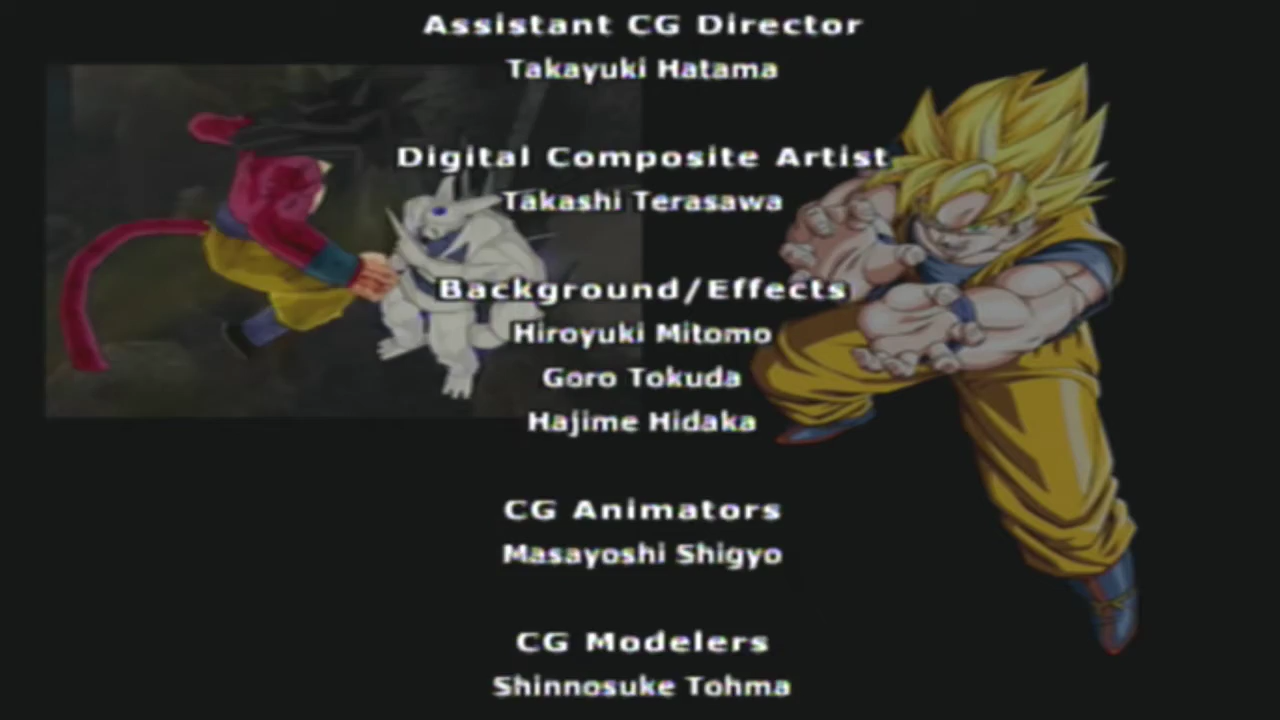 Assistant CG Director
Takayuki Hatama
Digital Composite Artist
Takashi Terasawa
Background/Effects
Hiroyuki Mitomo
Goro Tokuda
Hajime Hidaka
CG Animators
Masayoshi Shigyo
CG Modelers
Shinnosuke Tohma